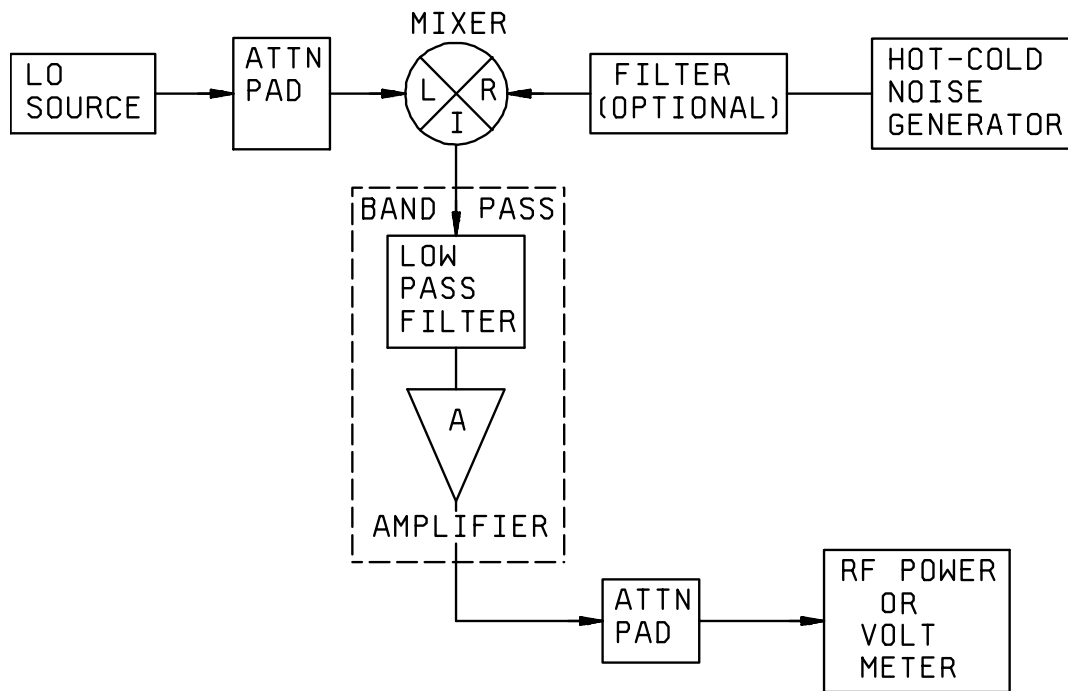 MIXER
LO
SOURCE
ATTN
PAD
L
R
I
FILTER
(OPTIONAL)
HOT-COLD
NOISE
GENERATOR
BAND PASS
LOW
PASS
FILTER
A
AMPLIFIER
ATTN
PAD
RF POWER
OR
VOLT
METER